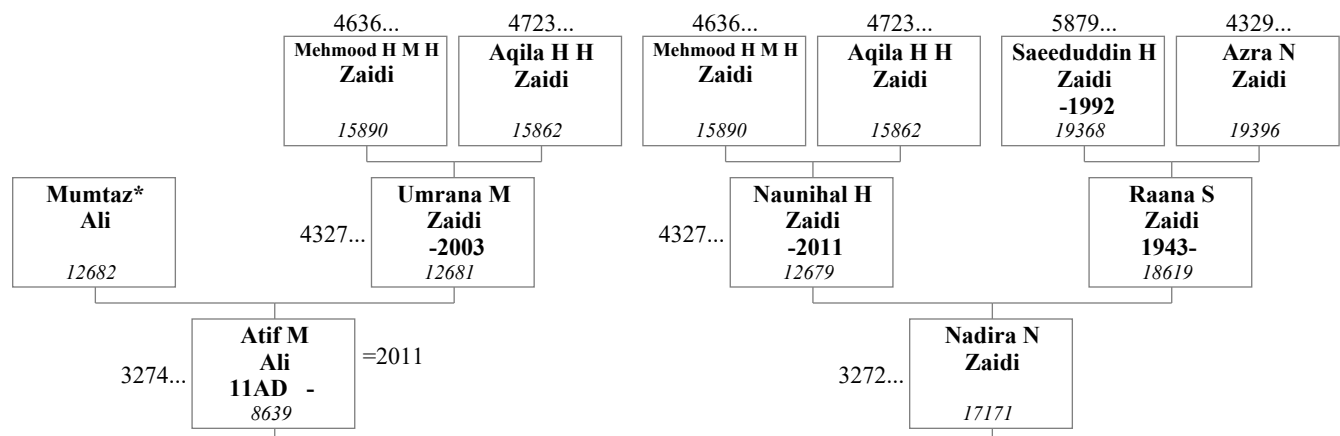 4636...
4723...
4636...
4723...
5879...
4329...
Mehmood H M H
Zaidi
15890
Aqila H H
Zaidi
15862
Mehmood H M H
Zaidi
15890
Aqila H H
Zaidi
15862
Saeeduddin H
Zaidi
-1992
19368
Azra N
Zaidi
19396
Mumtaz*
Ali
12682
4327...
Umrana M
Zaidi
-2003
12681
4327...
Naunihal H
Zaidi
-2011
12679
Raana S
Zaidi
1943-
18619
3274...
Atif M
Ali
11AD -
8639
=2011
3272...
Nadira N
Zaidi
17171